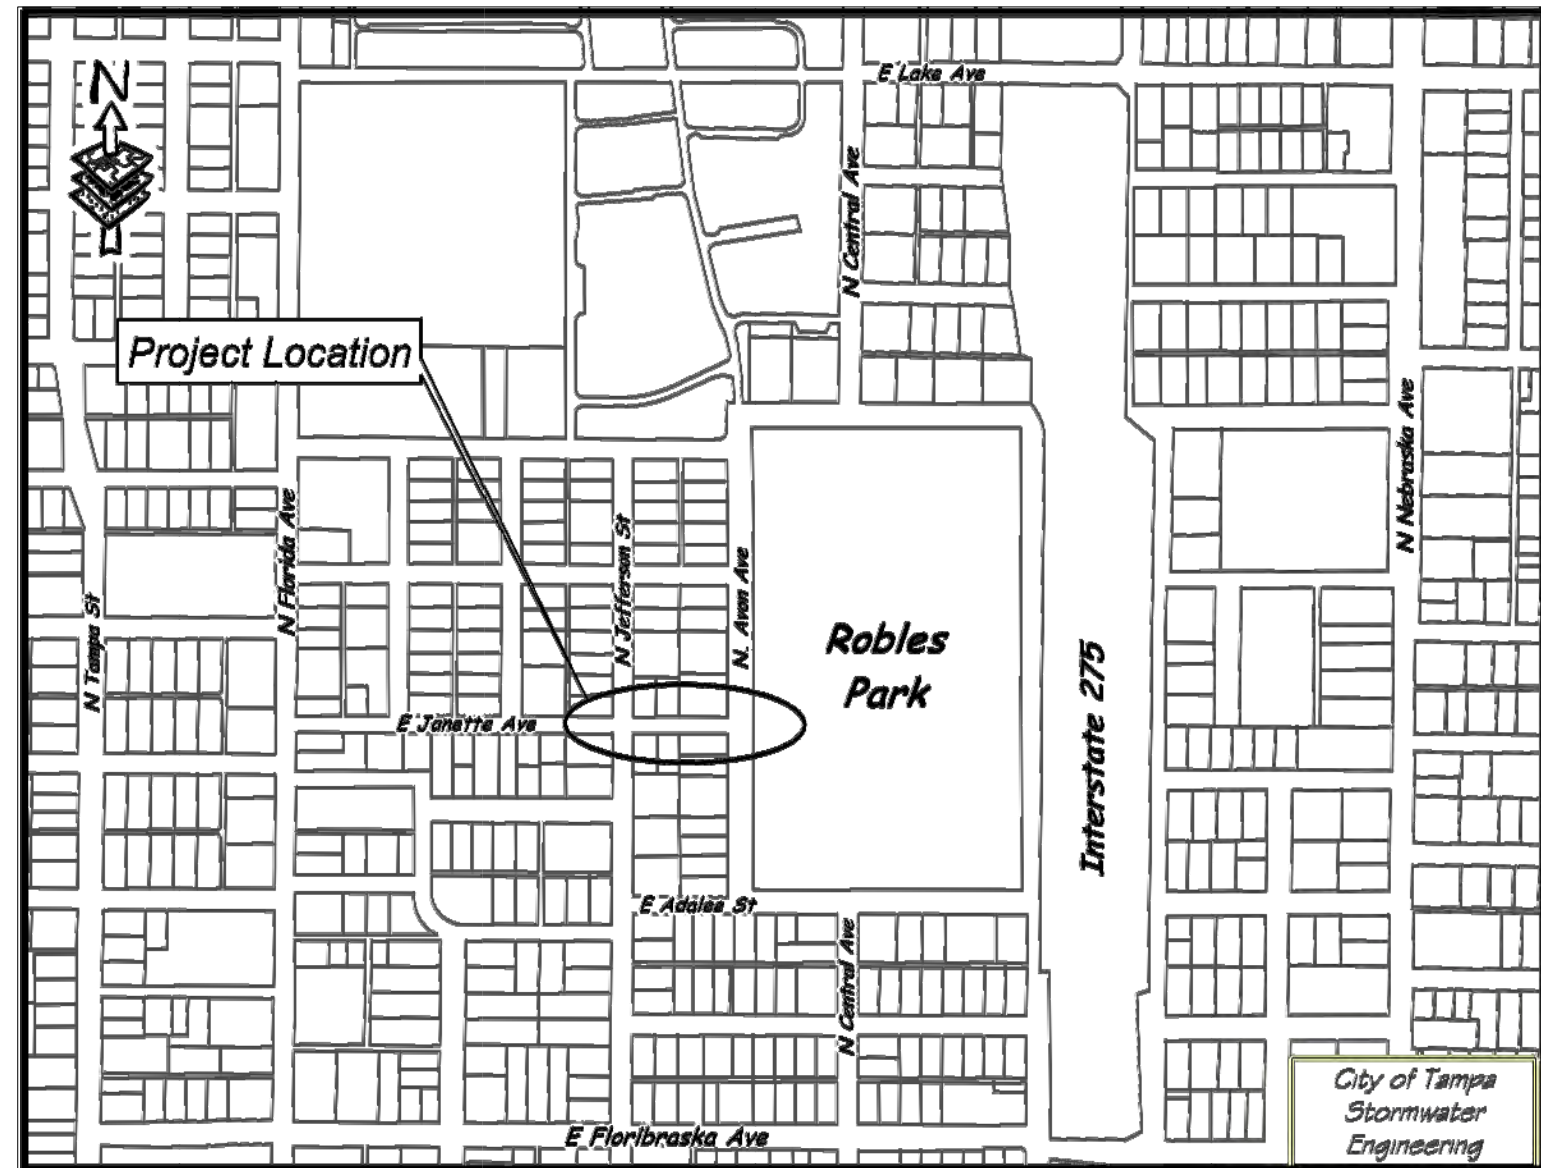 N
E Lake Ave
N Central Ave
Project Location
N Nebraska Ave
N Florida Ave
N Jefferson St
N. Avon Ave
N Tampa St
Robles
Park
Interstate 275
E Janette Ave
E Adalee St
N Central Ave
City of Tampa
Stormwater
Engineering
E Floribraska Ave